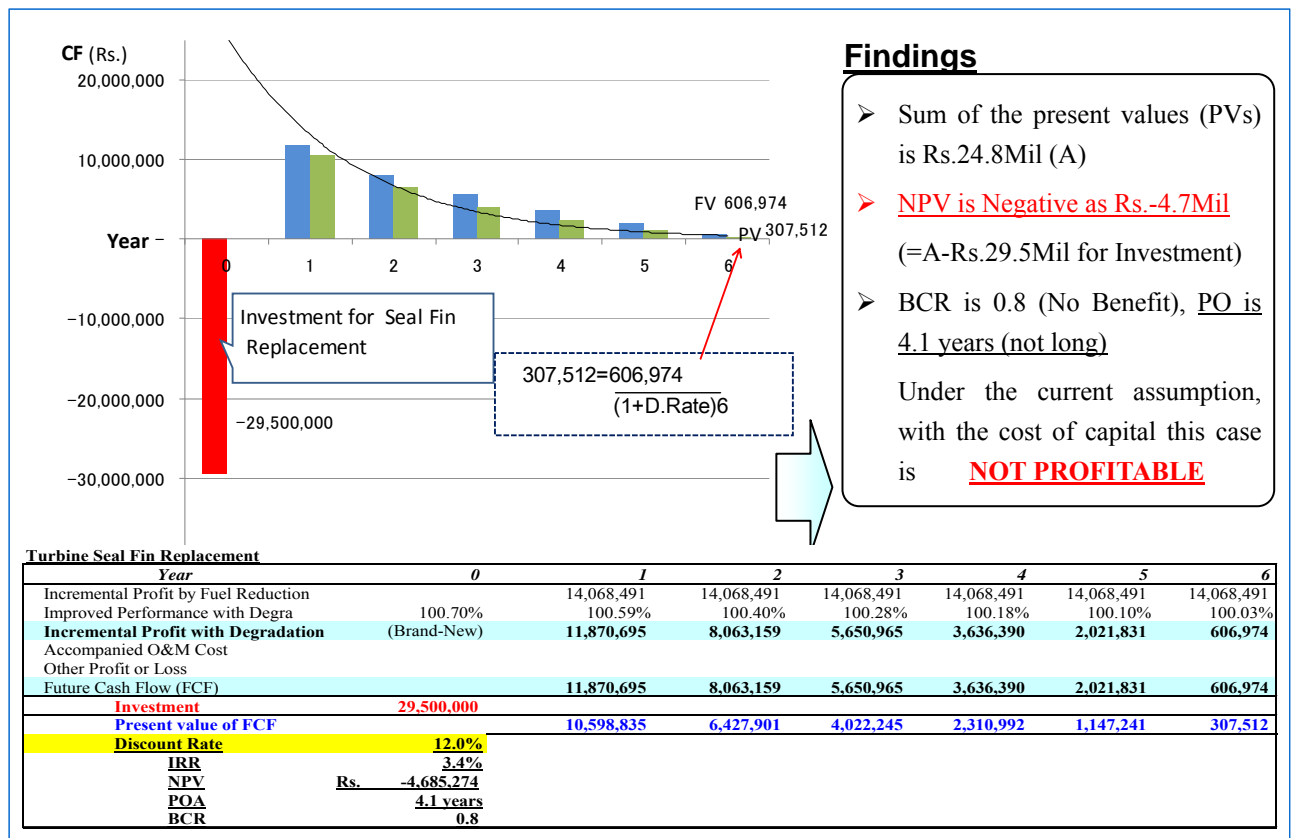 CF (Rs.)
20,000,000
10,000,000
Year –
−10,000,000
−20,000,000
−30,000,000
0 1 2 3 4 5 6
FV 606,974
PV 307,512
Investment for Seal Fin
Replacement
−29,500,000
307,512=606,974
(1+D.Rate)6
Findings
➢ Sum of the present values (PVs)
is Rs.24.8Mil (A)
➢ NPV is Negative as Rs.-4.7Mil
(=A-Rs.29.5Mil for Investment)
➢ BCR is 0.8 (No Benefit), PO is
4.1 years (not long)
Under the current assumption,
with the cost of capital this case
is NOT PROFITABLE
Turbine Seal Fin Replacement
Year 0 1 2 3 4 5 6
Incremental Profit by Fuel Reduction 14,068,491 14,068,491 14,068,491 14,068,491 14,068,491 14,068,491
Improved Performance with Degra 100.70% 100.59% 100.40% 100.28% 100.18% 100.10% 100.03%
Incremental Profit with Degradation (Brand-New) 11,870,695 8,063,159 5,650,965 3,636,390 2,021,831 606,974
Accompanied O&M Cost
Other Profit or Loss
Future Cash Flow (FCF) 11,870,695 8,063,159 5,650,965 3,636,390 2,021,831 606,974
Investment 29,500,000
Present value of FCF 10,598,835 6,427,901 4,022,245 2,310,992 1,147,241 307,512
Discount Rate 12.0%
IRR 3.4%
NPV Rs. -4,685,274
POA 4.1 years
BCR 0.8